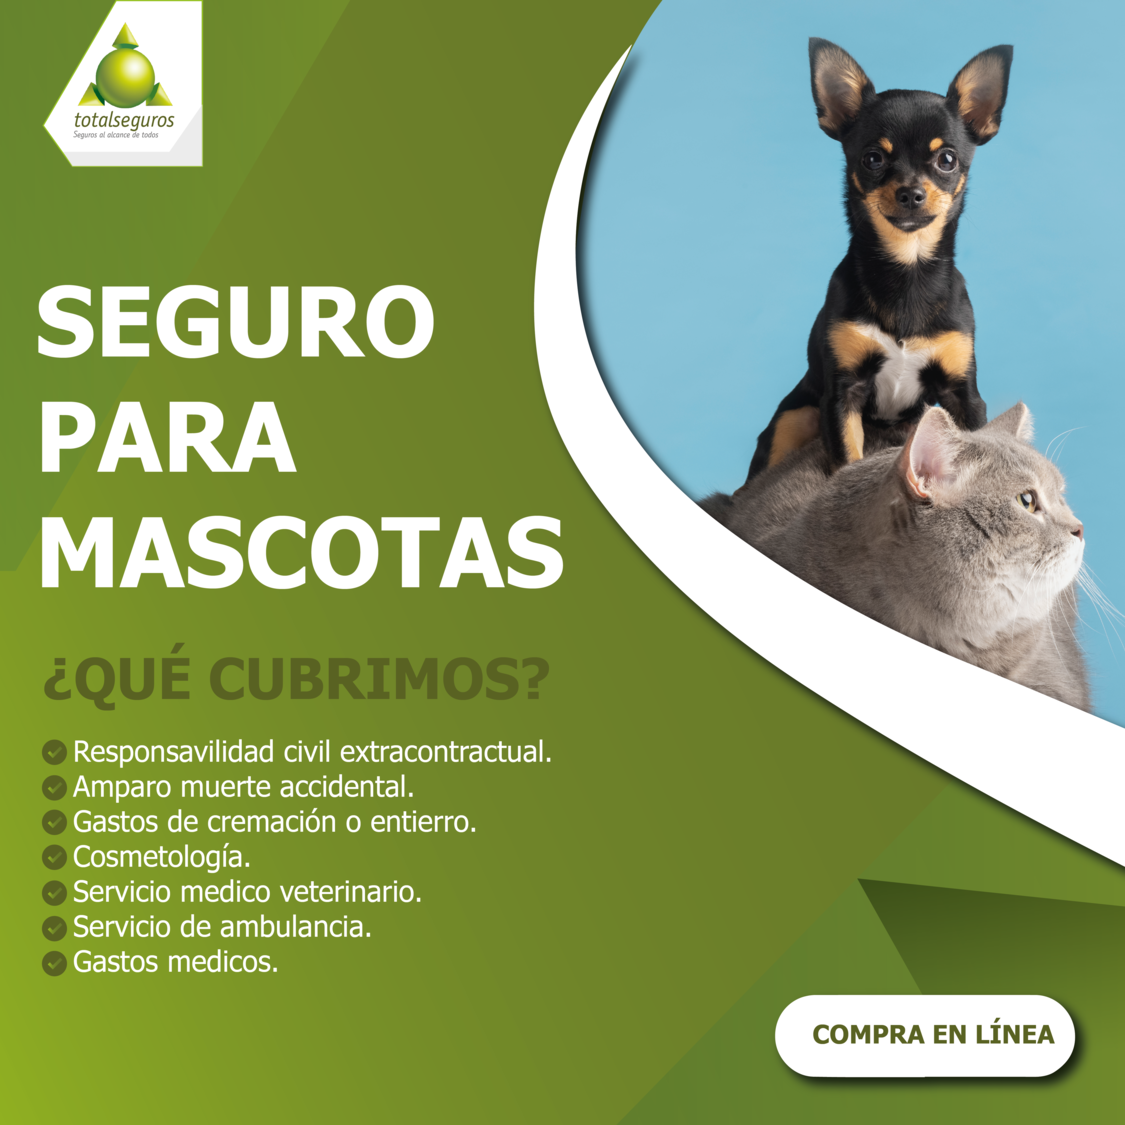 totalseguros
Seguros al alcance de todos
SEGURO
PARA
MASCOTAS
¿QUÉ CUBRIMOS?
Responsavilidad civil extracontractual.
Amparo muerte accidental.
Gastos de cremación o entierro.
Cosmetología.
Servicio medico veterinario.
Servicio de ambulancia.
Gastos medicos.
COMPRA EN LÍNEA